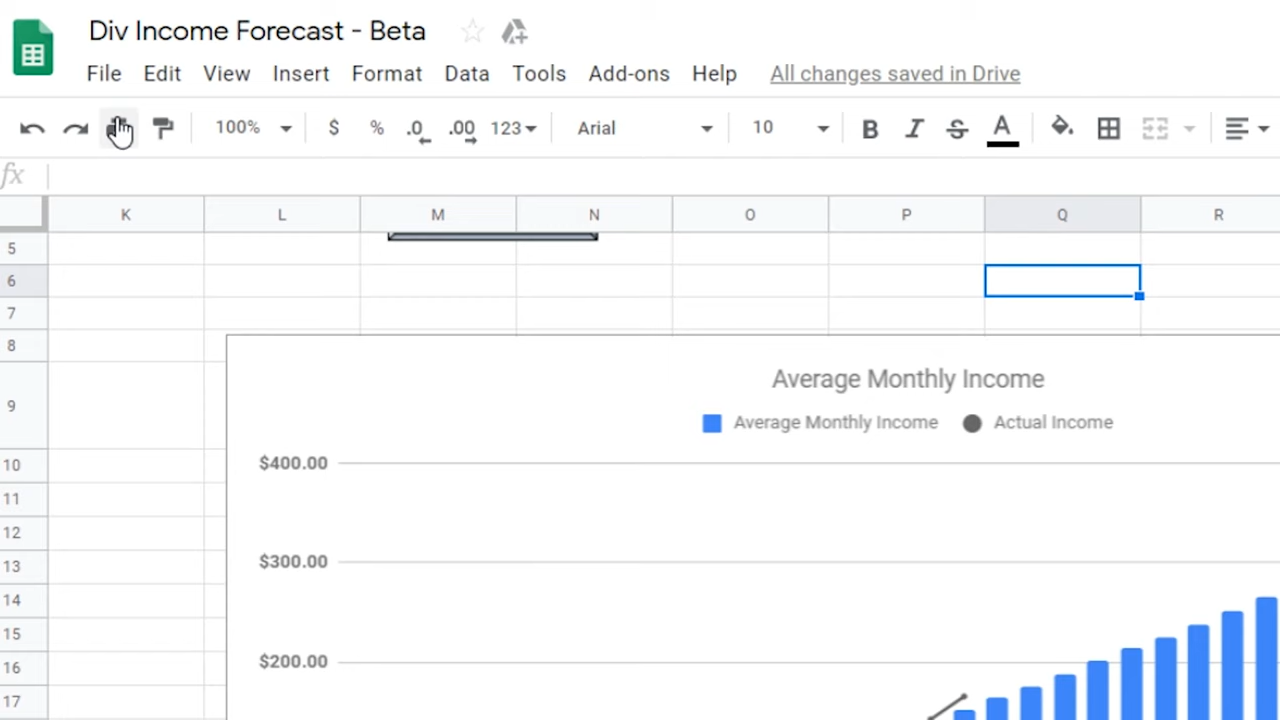 Div Income Forecast - Beta
File Edit View Insert Format Data Tools Add-ons Help All changes saved in Drive
100% $ % .0 .00 123 Arial 10 B I S A
fx
K L M N O P Q R
5
6
7
8
9
10
11
12
13
14
15
16
17
Average Monthly Income
Average Monthly Income Actual Income
$400.00
$300.00
$200.00